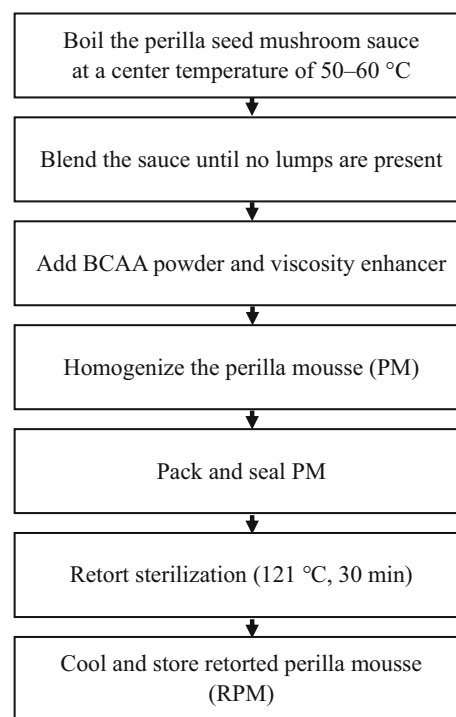 Boil the perilla seed mushroom sauce
at a center temperature of 50–60 °C
Blend the sauce until no lumps are present
Add BCAA powder and viscosity enhancer
Homogenize the perilla mousse (PM)
Pack and seal PM
Retort sterilization (121 ℃, 30 min)
Cool and store retorted perilla mousse
(RPM)